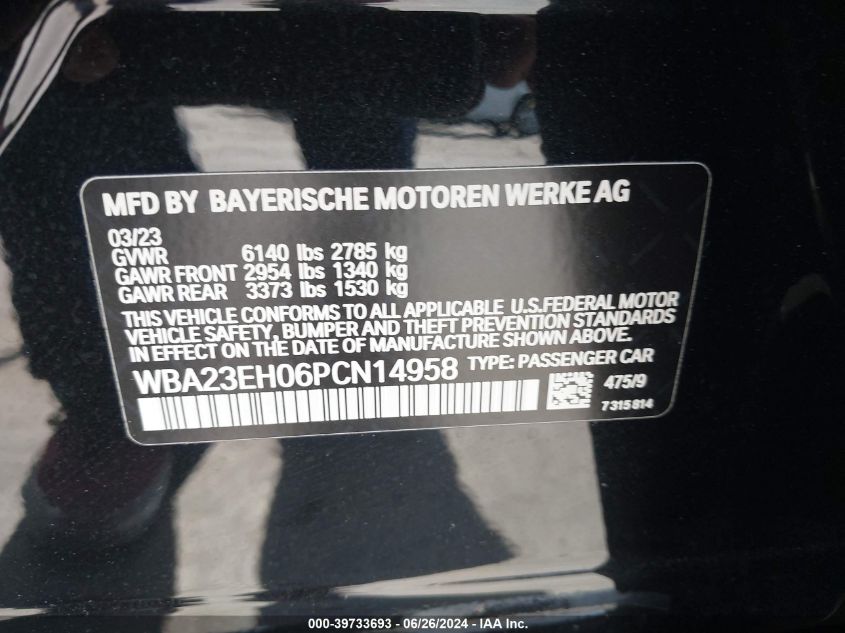 MFD BY BAYERISCHE MOTOREN WERKE AG
03/23
GVWR 6140 lbs 2785 kg
GAWR FRONT 2954 lbs 1340 kg
GAWR REAR 3373 lbs 1530 kg
THIS VEHICLE CONFORMS TO ALL APPLICABLE U.S.FEDERAL MOTOR
VEHICLE SAFETY, BUMPER AND THEFT PREVENTION STANDARDS
IN EFFECT ON THE DATE OF MANUFACTURE SHOWN ABOVE.
WBA23EH06PCN14958 TYPE: PASSENGER CAR
475/9
7315814
000-39733693 - 06/26/2024 - IAA Inc.